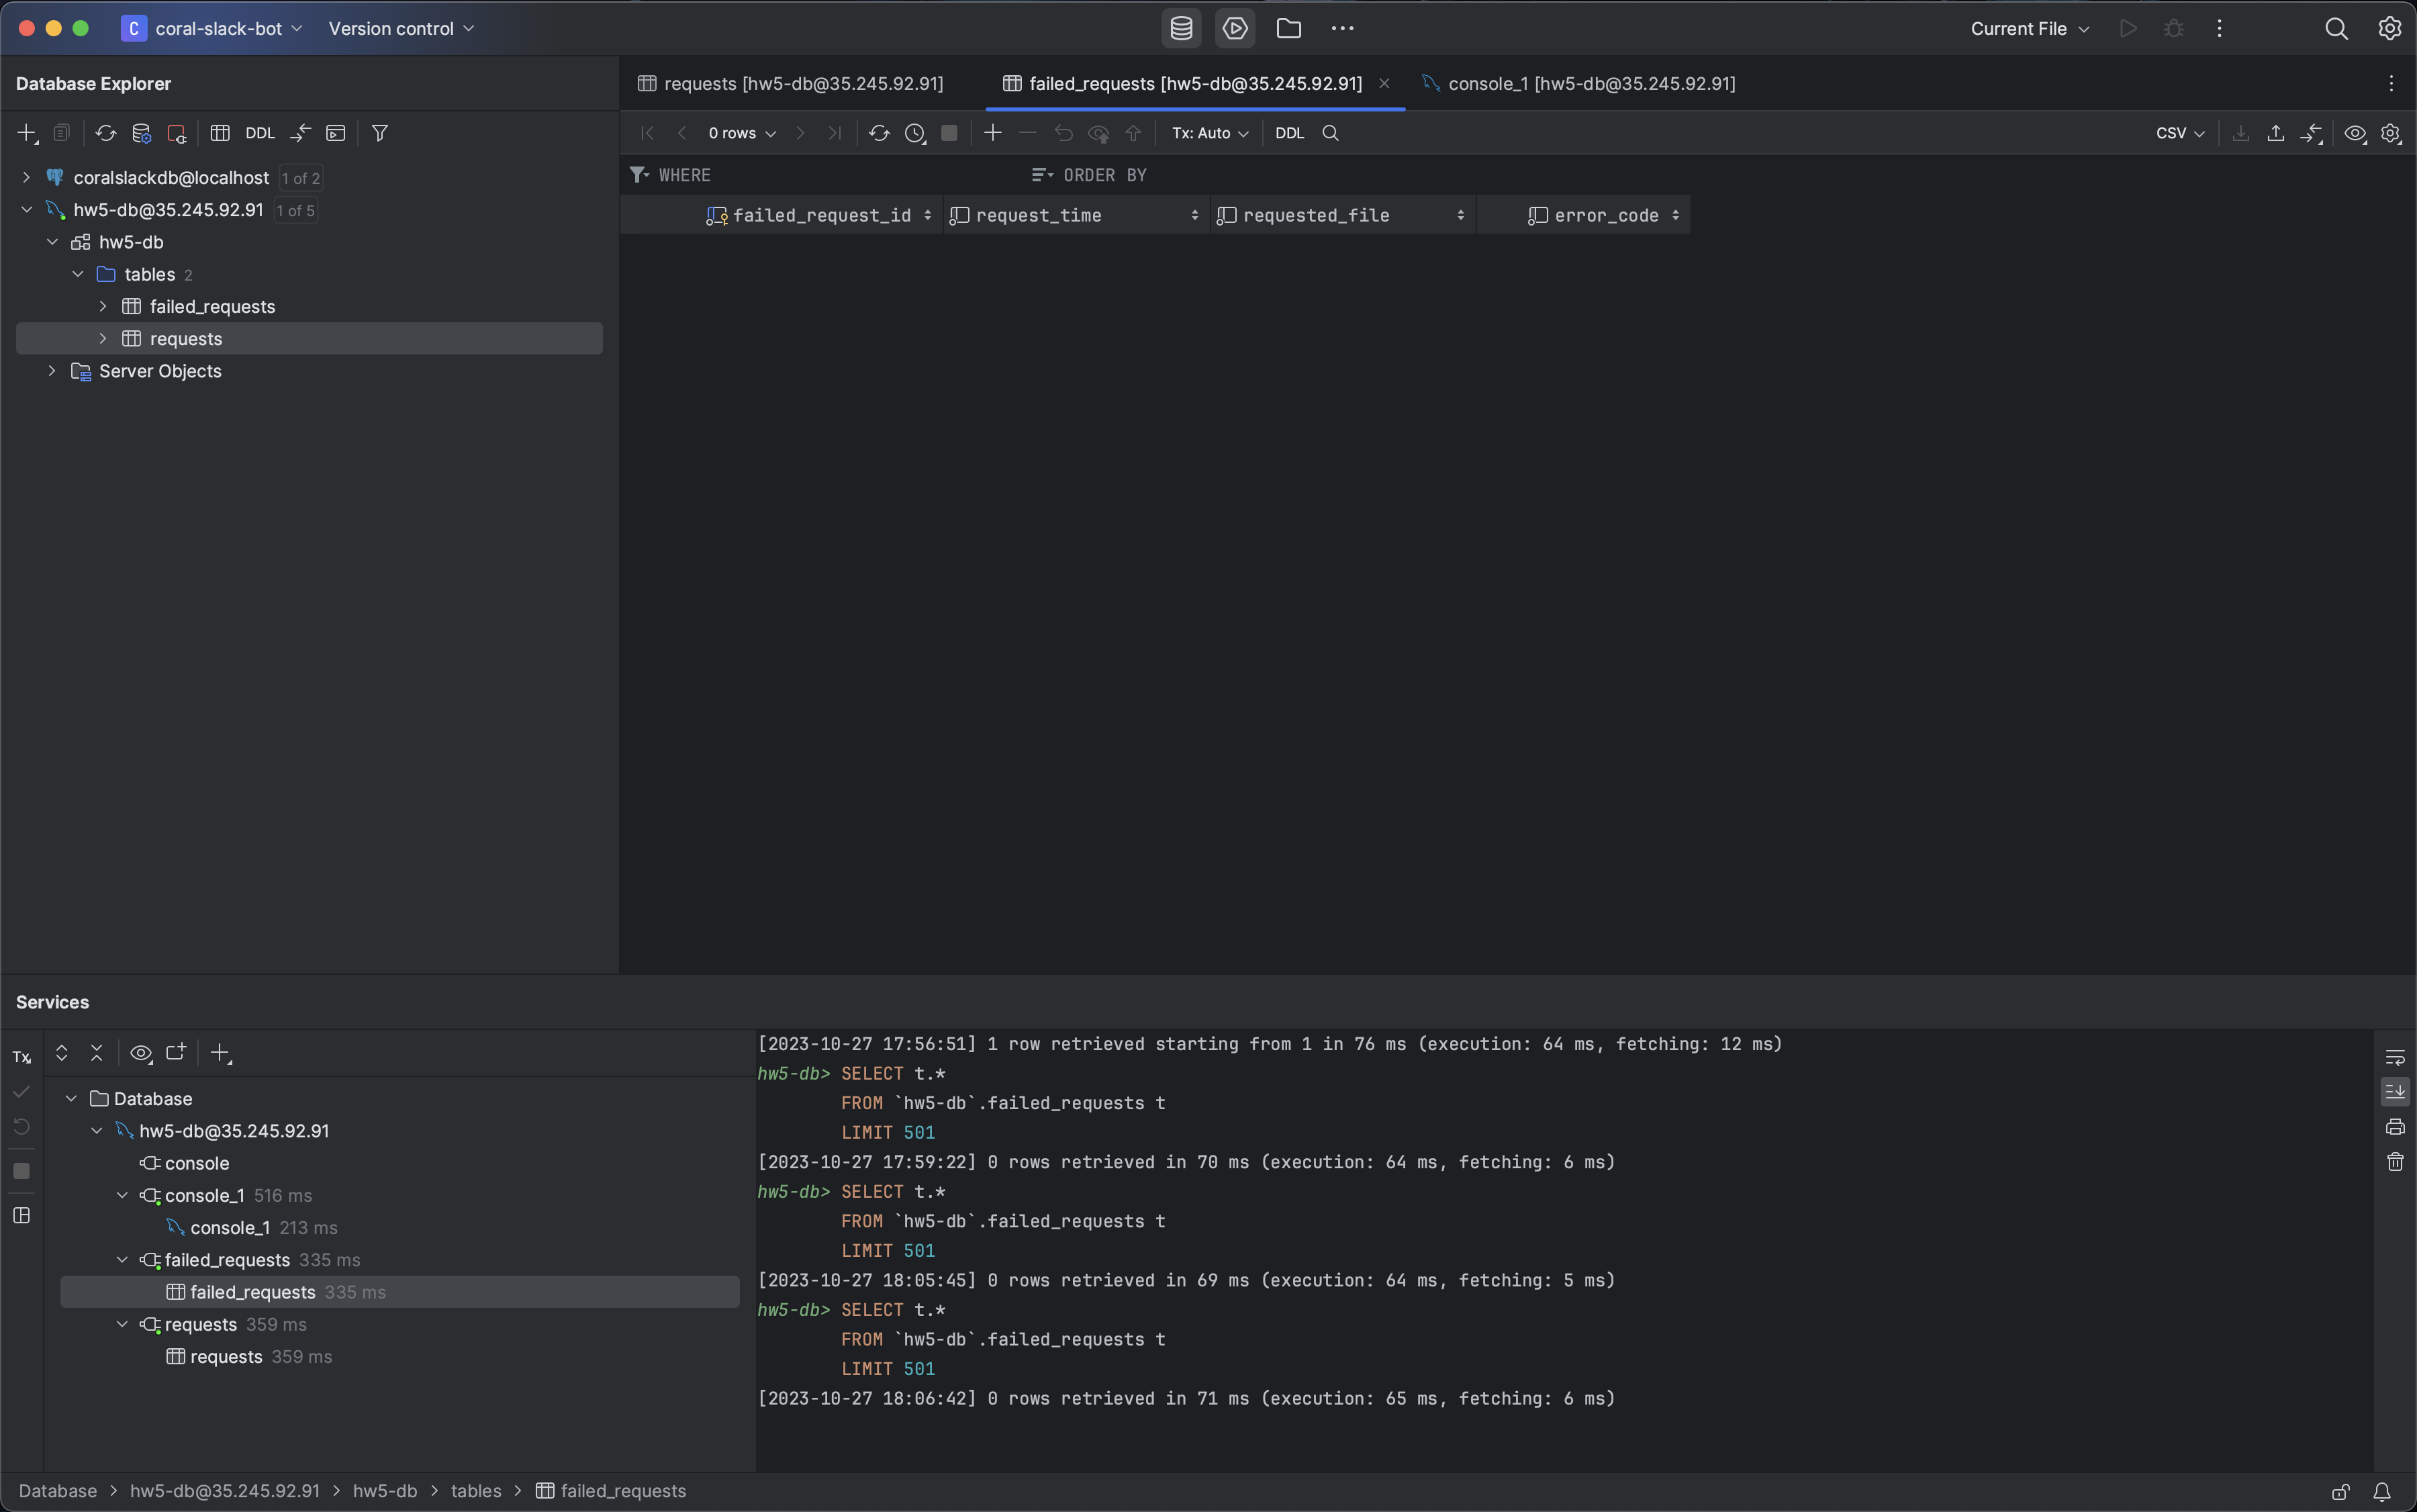 C coral-slack-bot Version control Current File
Database Explorer
requests [hw5-db@35.245.92.91] failed_requests [hw5-db@35.245.92.91] console_1 [hw5-db@35.245.92.91]
DDL 0 rows Tx: Auto DDL CSV
WHERE ORDER BY
failed_request_id request_time requested_file error_code
coralslackdb@localhost 1 of 2
hw5-db@35.245.92.91 1 of 5
hw5-db
tables 2
failed_requests
requests
Server Objects
Services
Tx
Database
hw5-db@35.245.92.91
console
console_1 516 ms
console_1 213 ms
failed_requests 335 ms
failed_requests 335 ms
requests 359 ms
requests 359 ms
[2023-10-27 17:56:51] 1 row retrieved starting from 1 in 76 ms (execution: 64 ms, fetching: 12 ms)
hw5-db> SELECT t.*
FROM `hw5-db`.failed_requests t
LIMIT 501
[2023-10-27 17:59:22] 0 rows retrieved in 70 ms (execution: 64 ms, fetching: 6 ms)
hw5-db> SELECT t.*
FROM `hw5-db`.failed_requests t
LIMIT 501
[2023-10-27 18:05:45] 0 rows retrieved in 69 ms (execution: 64 ms, fetching: 5 ms)
hw5-db> SELECT t.*
FROM `hw5-db`.failed_requests t
LIMIT 501
[2023-10-27 18:06:42] 0 rows retrieved in 71 ms (execution: 65 ms, fetching: 6 ms)
Database > hw5-db@35.245.92.91 > hw5-db > tables > failed_requests